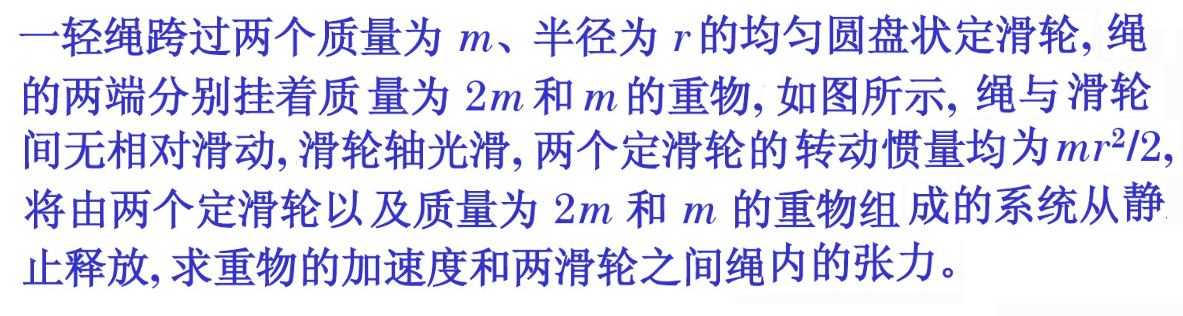 一轻绳跨过两个质量为 m、半径为 r 的均匀圆盘状定滑轮, 绳
的两端分别挂着质量为 2m 和 m 的重物, 如图所示, 绳与滑轮
间无相对滑动, 滑轮轴光滑, 两个定滑轮的转动惯量均为 mr²/2,
将由两个定滑轮以及质量为 2m 和 m 的重物组成的系统从静
止释放, 求重物的加速度和两滑轮之间绳内的张力。